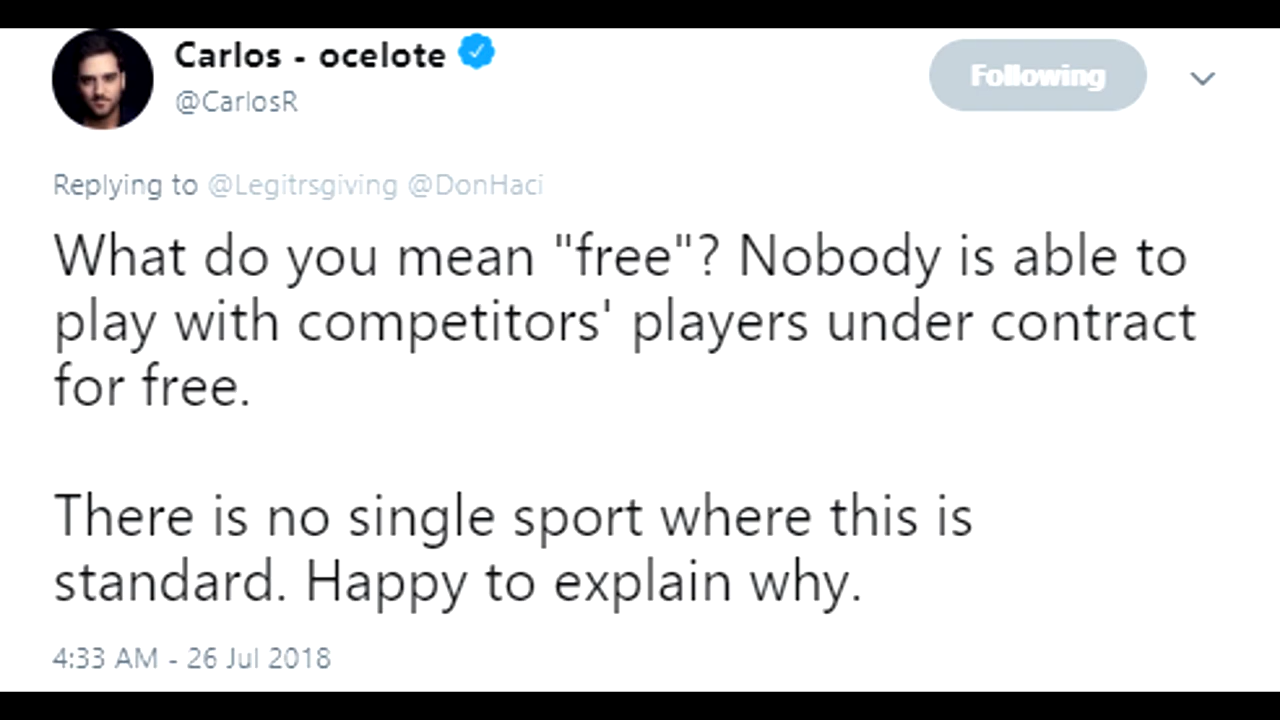 Carlos - ocelote
@CarlosR
Following
Replying to @Legitrsgiving @DonHaci
What do you mean "free"? Nobody is able to
play with competitors' players under contract
for free.
There is no single sport where this is
standard. Happy to explain why.
4:33 AM - 26 Jul 2018